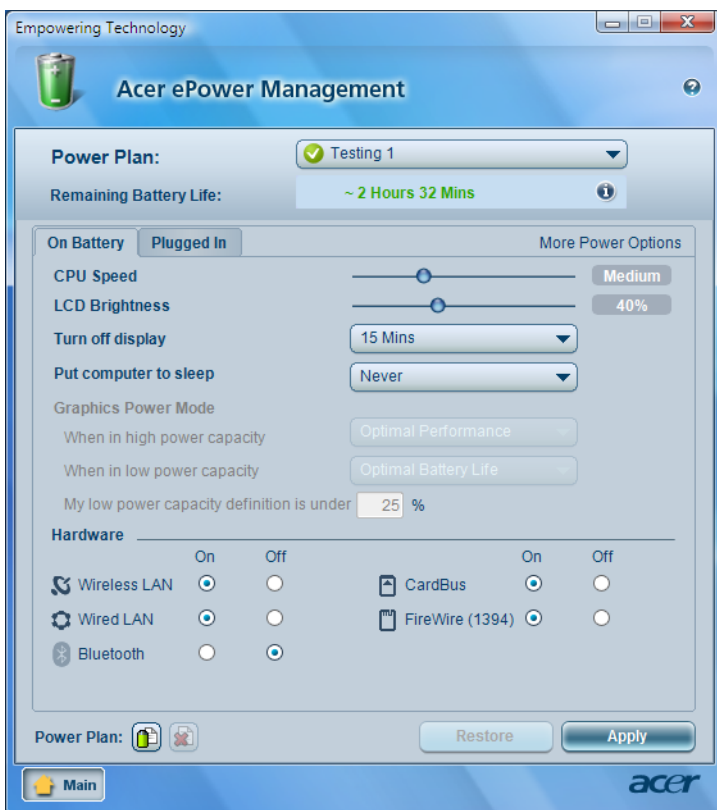 Empowering Technology
Acer ePower Management
Power Plan: Testing 1
Remaining Battery Life: ~ 2 Hours 32 Mins
On Battery Plugged In More Power Options
CPU Speed Medium
LCD Brightness 40%
Turn off display 15 Mins
Put computer to sleep Never
Graphics Power Mode
When in high power capacity Optimal Performance
When in low power capacity Optimal Battery Life
My low power capacity definition is under 25 %
Hardware
On Off On Off
Wireless LAN CardBus
Wired LAN FireWire (1394)
Bluetooth
Power Plan: Restore Apply
Main acer